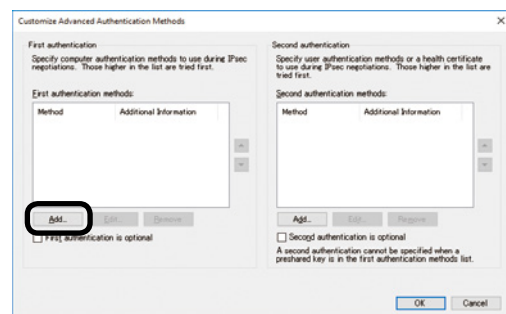 Customize Advanced Authentication Methods
First authentication
Specify computer authentication methods to use during IPsec
negotiations. Those higher in the list are tried first.
First authentication methods:
Method Additional Information
Add... Edit... Remove
First authentication is optional
Second authentication
Specify user authentication methods or a health certificate
to use during IPsec negotiations. Those higher in the list are
tried first.
Second authentication methods:
Method Additional Information
Add... Edit... Remove
Second authentication is optional
A second authentication cannot be specified when a
preshared key is in the first authentication methods list.
OK Cancel